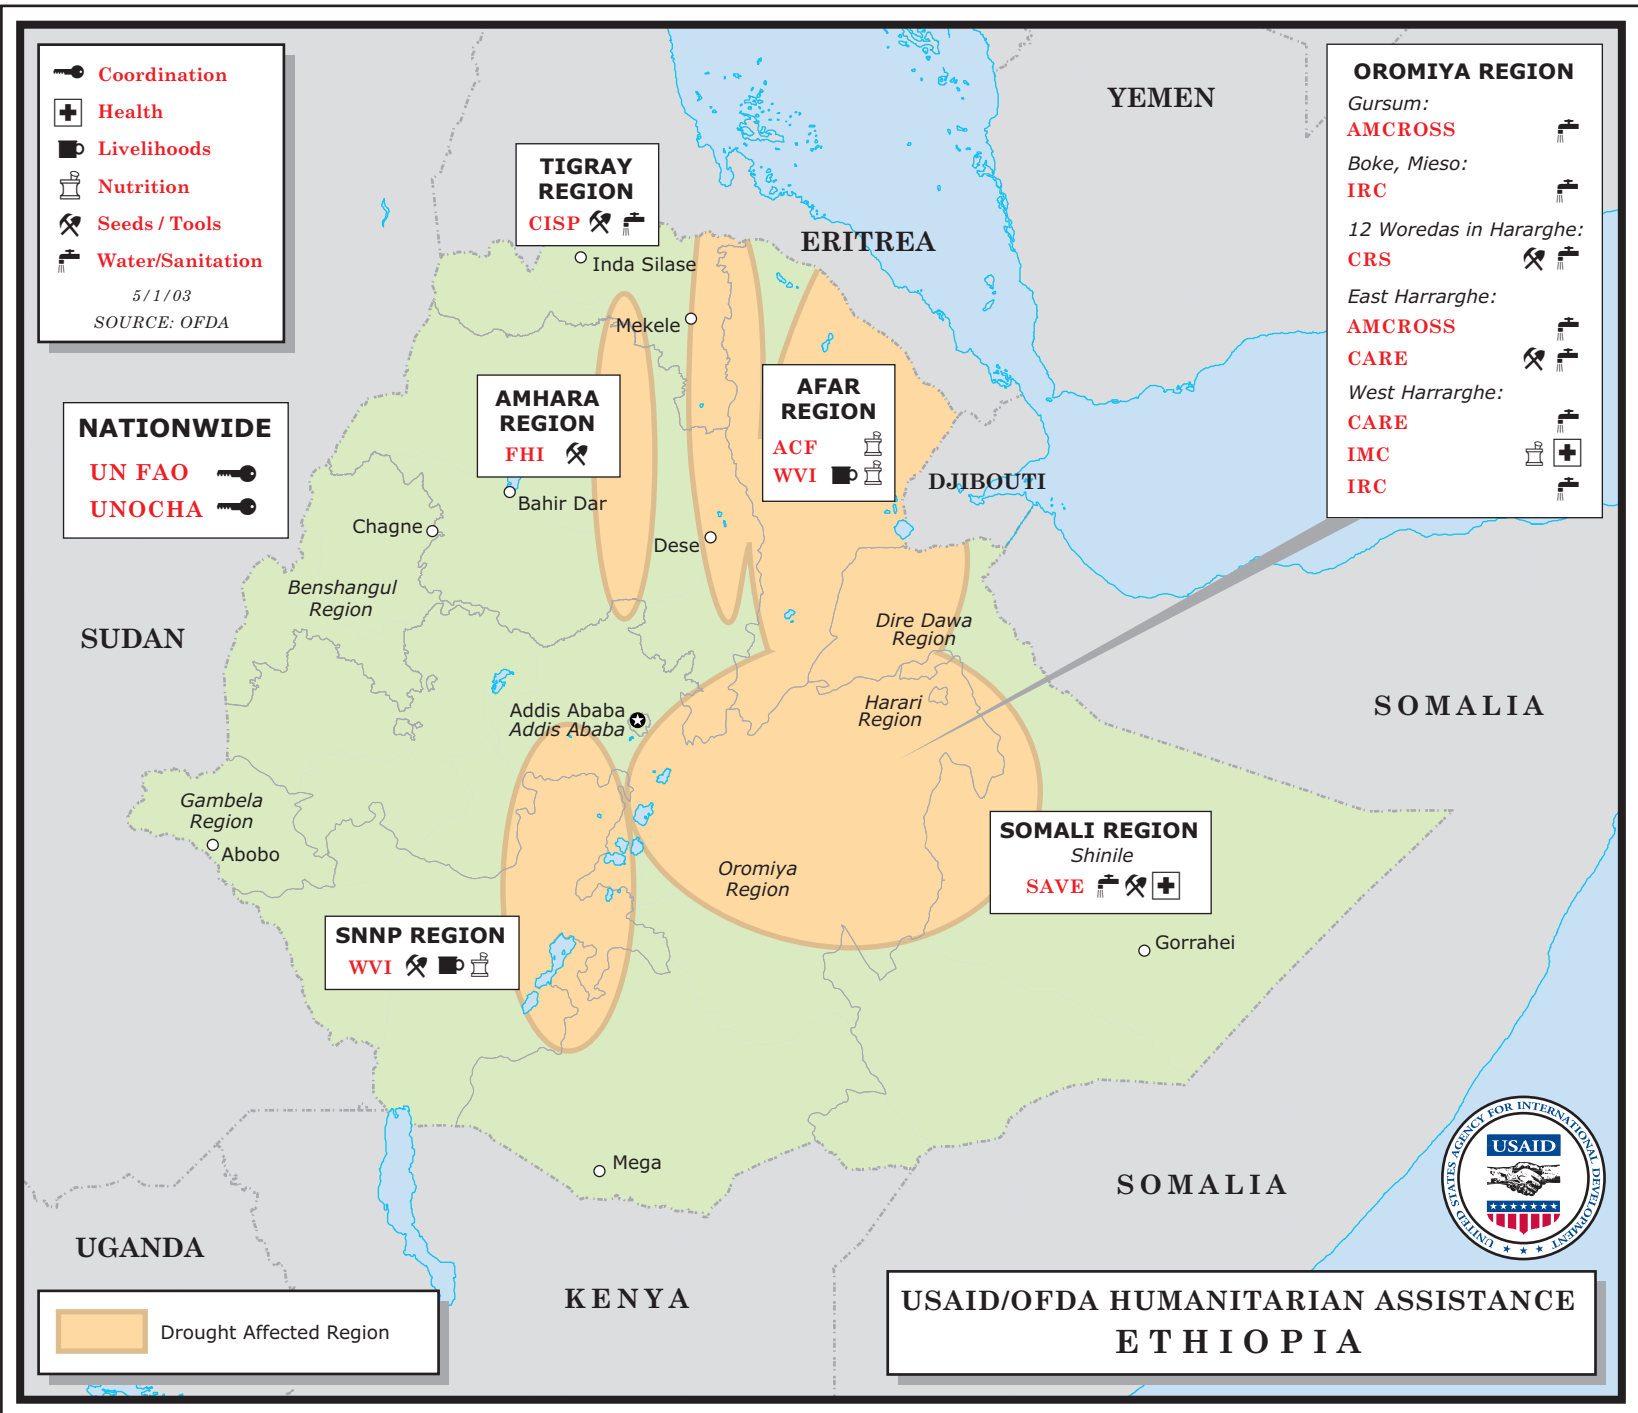 Coordination
Health
Livelihoods
Nutrition
Seeds / Tools
Water/Sanitation
5/1/03
SOURCE: OFDA
NATIONWIDE
UN FAO
UNOCHA
TIGRAY
REGION
CISP
AMHARA
REGION
FHI
AFAR
REGION
ACF
WVI
OROMIYA REGION
Gursum:
AMCROSS
Boke, Mieso:
IRC
12 Woredas in Hararghe:
CRS
East Harrarghe:
AMCROSS
CARE
West Harrarghe:
CARE
IMC
IRC
SNNP REGION
WVI
SOMALI REGION
Shinile
SAVE
YEMEN
ERITREA
DJIBOUTI
SUDAN
SOMALIA
SOMALIA
UGANDA
KENYA
Inda Silase
Mekele
Bahir Dar
Chagne
Dese
Benshangul
Region
Dire Dawa
Region
Harari
Region
Addis Ababa
Addis Ababa
Gambela
Region
Abobo
Oromiya
Region
Gorrahei
Mega
Drought Affected Region
UNITED STATES AGENCY FOR INTERNATIONAL DEVELOPMENT
USAID
USAID/OFDA HUMANITARIAN ASSISTANCE
ETHIOPIA